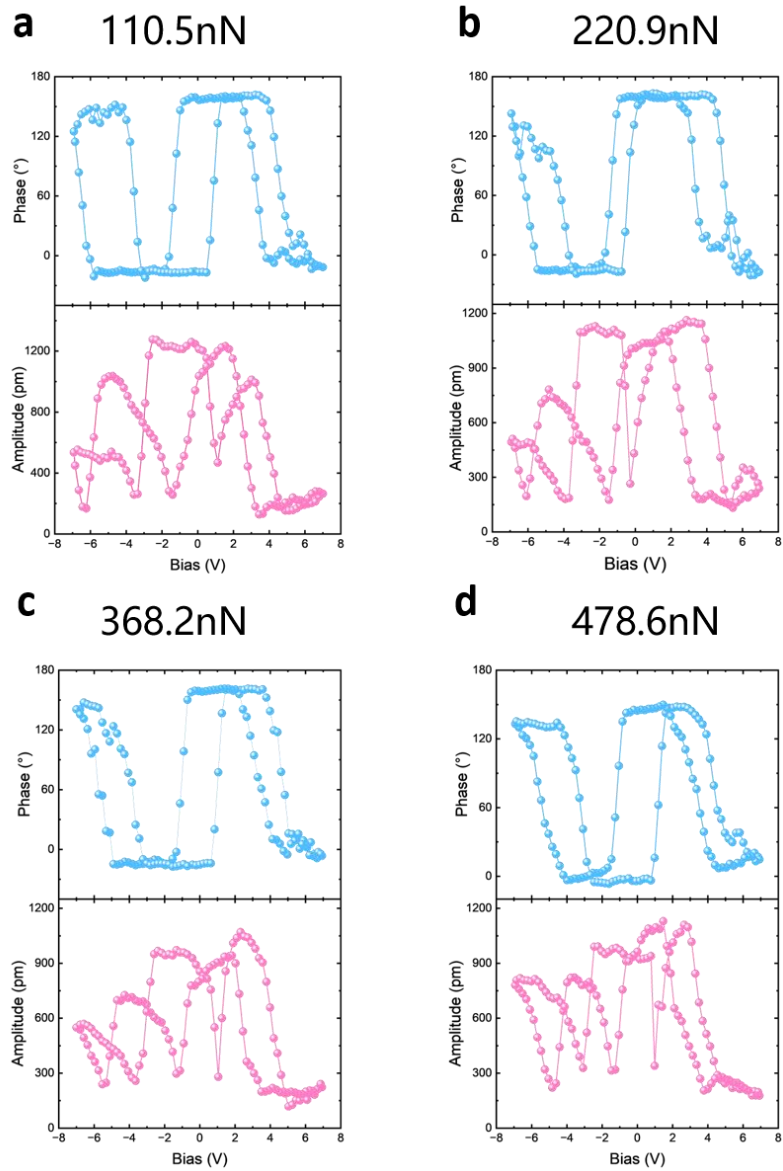 a 110.5nN
180
120
60
0
Phase (°)
1200
800
400
0
Amplitude (pm)
−8 −6 −4 −2 0 2 4 6 8
Bias (V)
b 220.9nN
180
120
60
0
Phase (°)
1200
900
600
300
0
Amplitude (pm)
−8 −6 −4 −2 0 2 4 6 8
Bias (V)
c 368.2nN
180
120
60
0
Phase (°)
1200
900
600
300
0
Amplitude (pm)
−8 −6 −4 −2 0 2 4 6 8
Bias (V)
d 478.6nN
180
120
60
0
Phase (°)
1200
900
600
300
0
Amplitude (pm)
−8 −6 −4 −2 0 2 4 6 8
Bias (V)